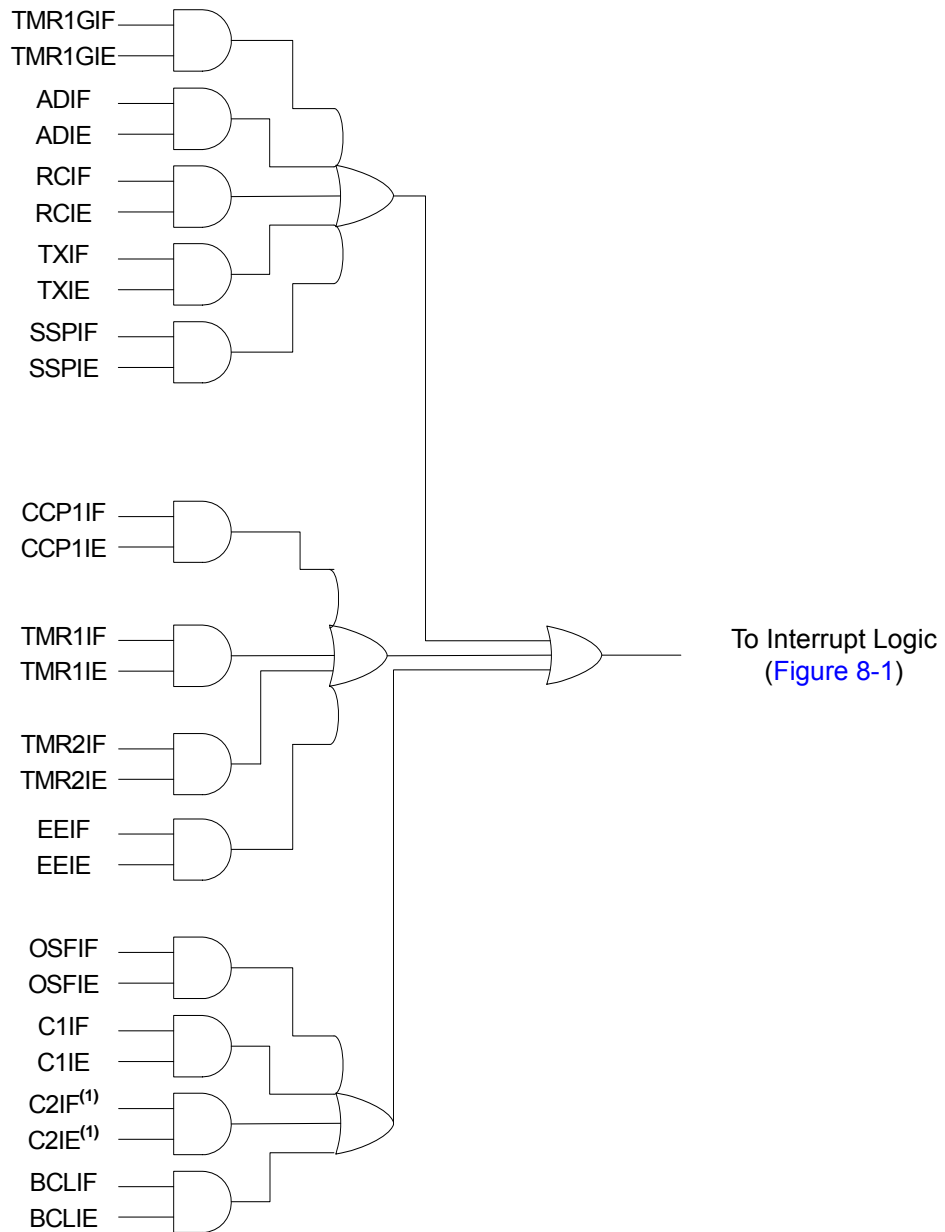 TMR1GIF
TMR1GIE
ADIF
ADIE
RCIF
RCIE
TXIF
TXIE
SSPIF
SSPIE
CCP1IF
CCP1IE
TMR1IF
TMR1IE
To Interrupt Logic
(Figure 8-1)
TMR2IF
TMR2IE
EEIF
EEIE
OSFIF
OSFIE
C1IF
C1IE
C2IF(1)
C2IE(1)
BCLIF
BCLIE